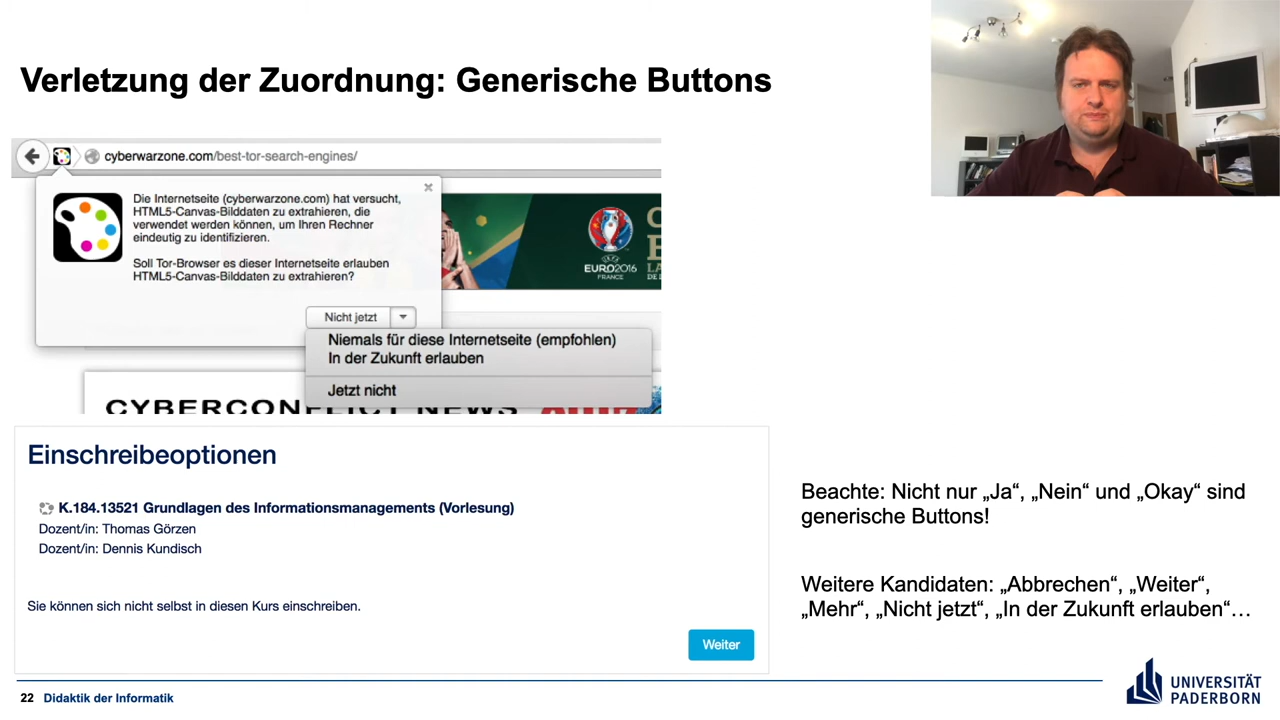 Verletzung der Zuordnung: Generische Buttons
cyberwarzone.com/best-tor-search-engines/
Die Internetseite (cyberwarzone.com) hat versucht,
HTML5-Canvas-Bilddaten zu extrahieren, die
verwendet werden können, um Ihren Rechner
eindeutig zu identifizieren.
Soll Tor-Browser es dieser Internetseite erlauben
HTML5-Canvas-Bilddaten zu extrahieren?
EURO2016
FRANCE
Nicht jetzt
Niemals für diese Internetseite (empfohlen)
In der Zukunft erlauben
Jetzt nicht
CYBERCONFLICT NEWS
Einschreibeoptionen
K.184.13521 Grundlagen des Informationsmanagements (Vorlesung)
Dozent/in: Thomas Görzen
Dozent/in: Dennis Kundisch
Sie können sich nicht selbst in diesen Kurs einschreiben.
Weiter
Beachte: Nicht nur „Ja“, „Nein“ und „Okay“ sind
generische Buttons!
Weitere Kandidaten: „Abbrechen“, „Weiter“,
„Mehr“, „Nicht jetzt“, „In der Zukunft erlauben“…
22 Didaktik der Informatik
UNIVERSITÄT
PADERBORN